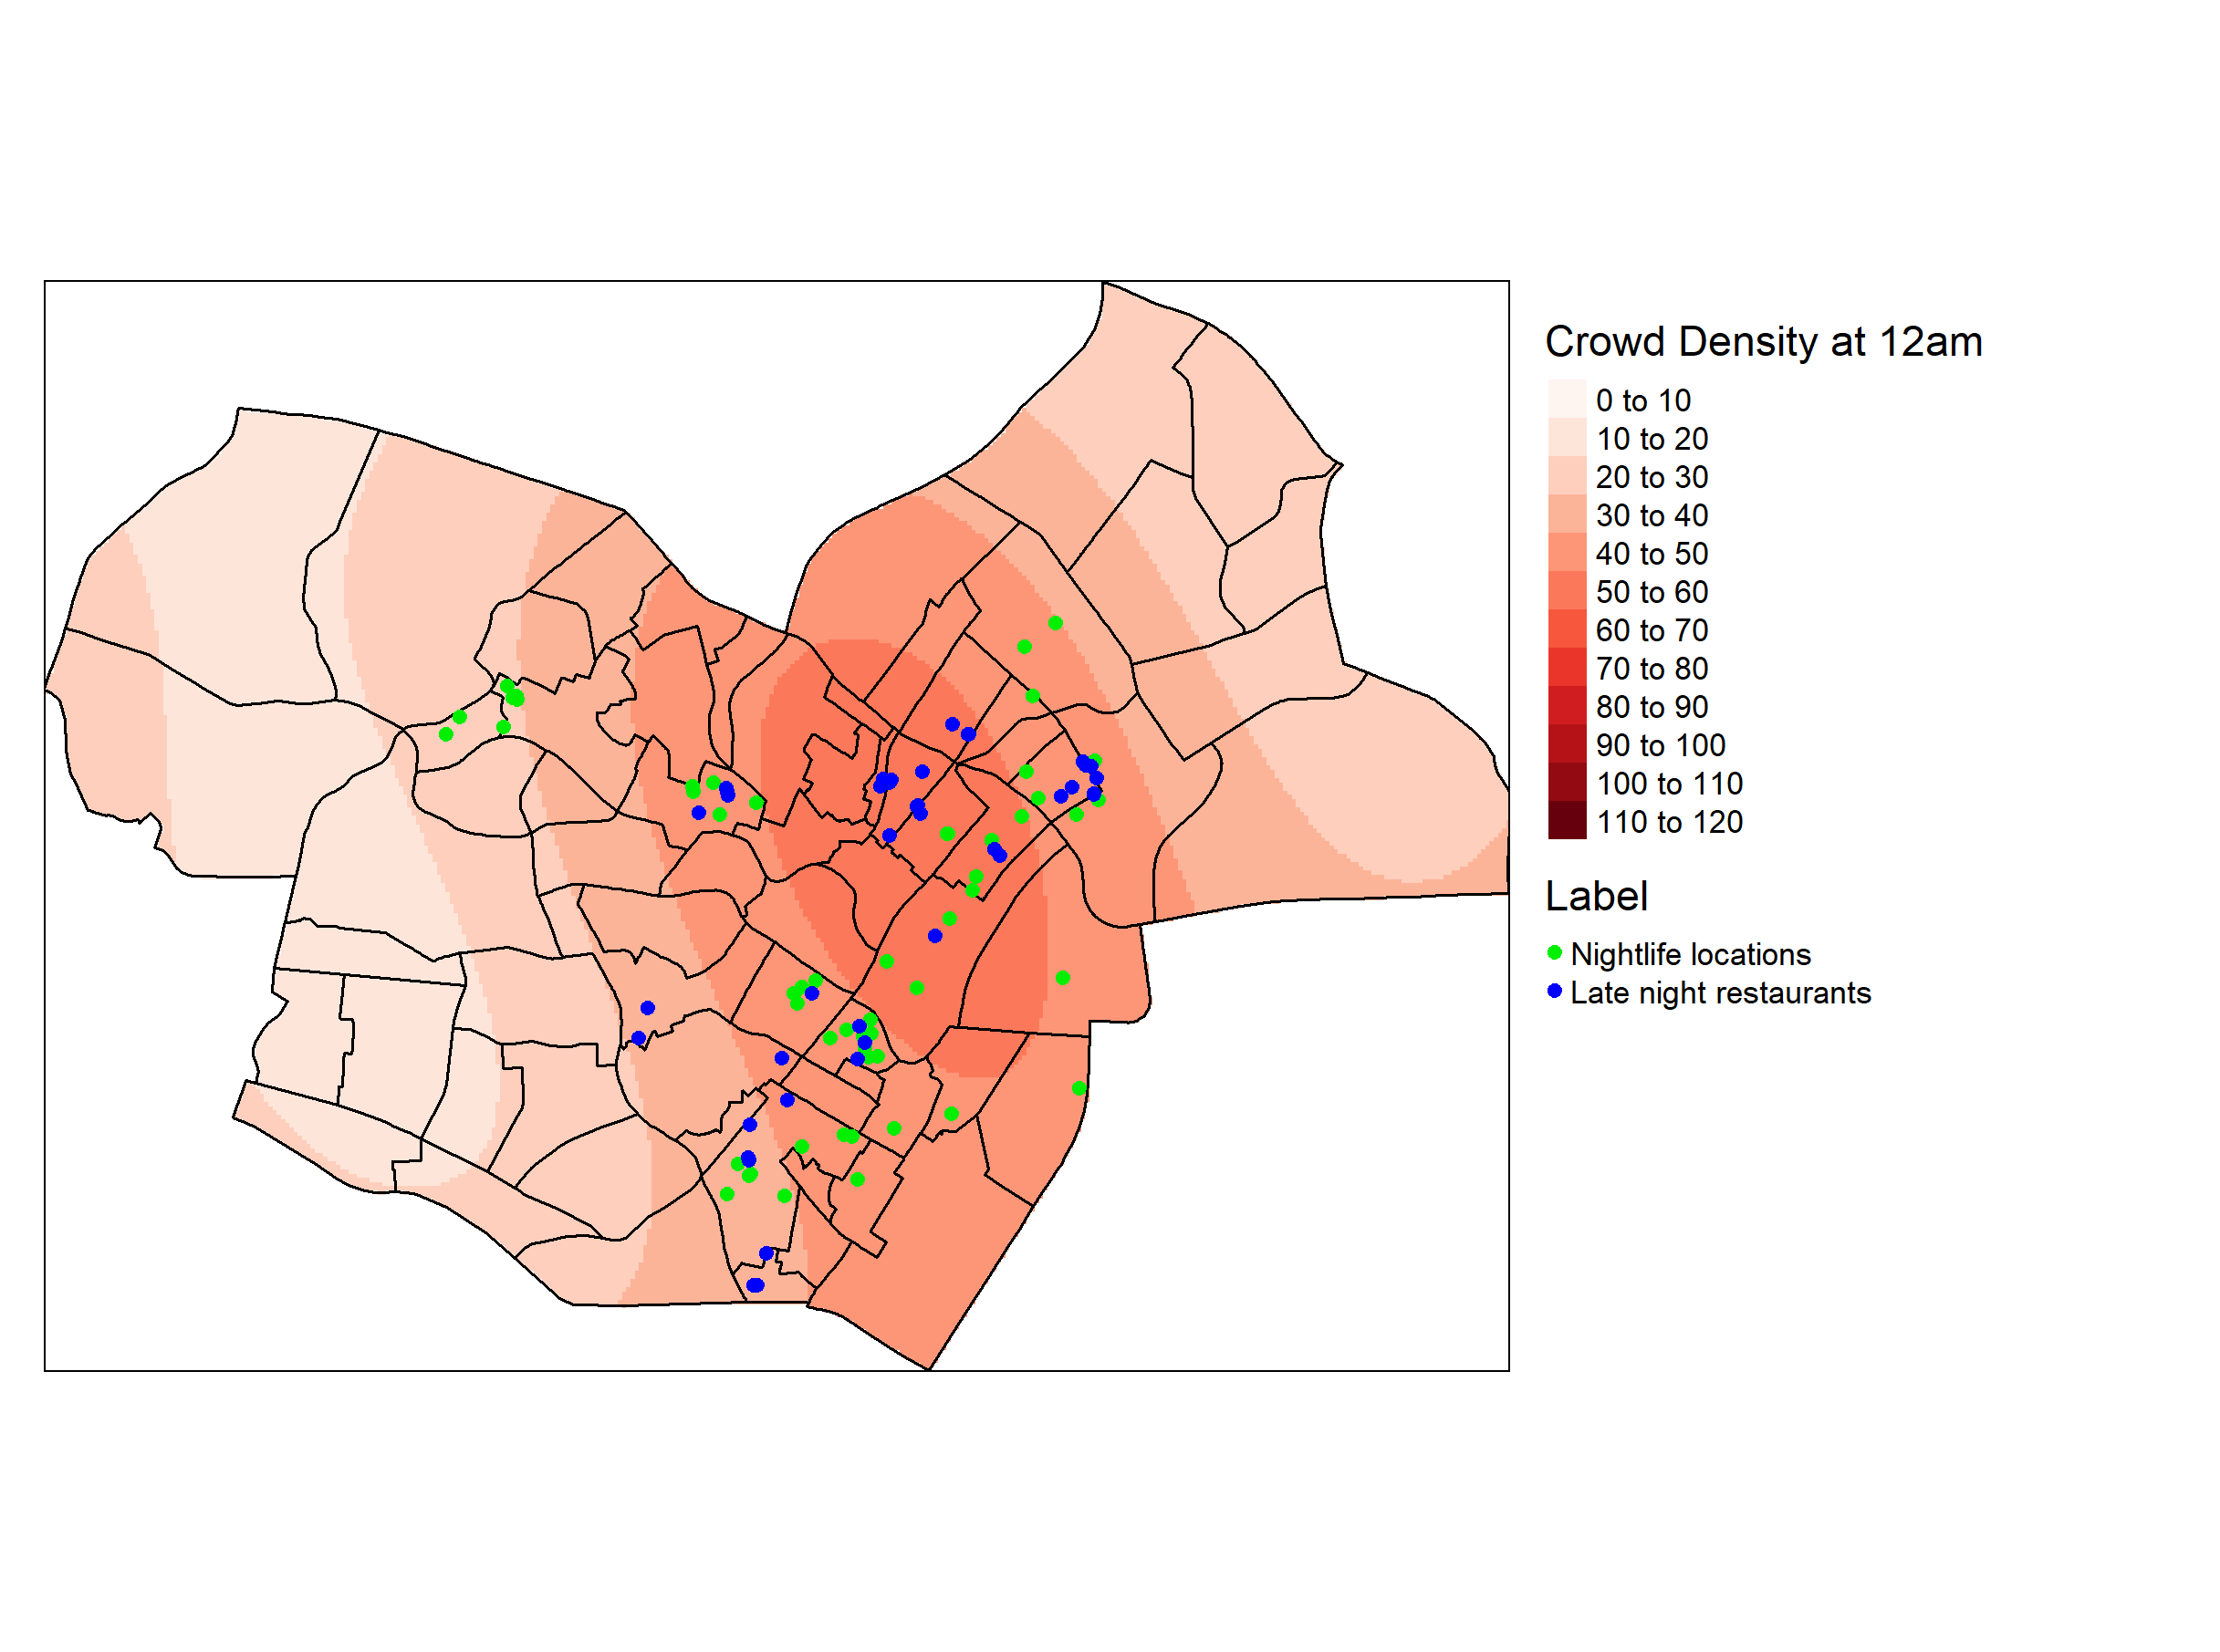 Crowd Density at 12am
0 to 10
10 to 20
20 to 30
30 to 40
40 to 50
50 to 60
60 to 70
70 to 80
80 to 90
90 to 100
100 to 110
110 to 120
Label
Nightlife locations
Late night restaurants